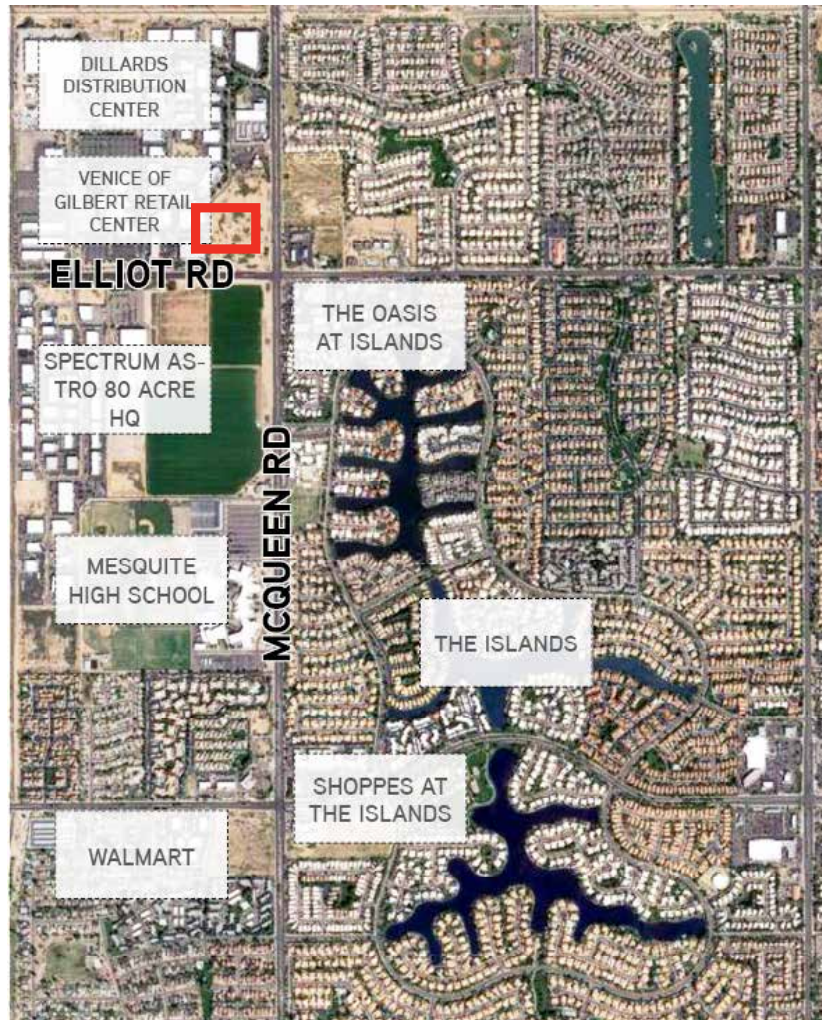 DILLARDS
DISTRIBUTION
CENTER
VENICE OF
GILBERT RETAIL
CENTER
ELLIOT RD
THE OASIS
AT ISLANDS
SPECTRUM AS-
TRO 80 ACRE
HQ
MCQUEEN RD
MESQUITE
HIGH SCHOOL
THE ISLANDS
SHOPPES AT
THE ISLANDS
WALMART